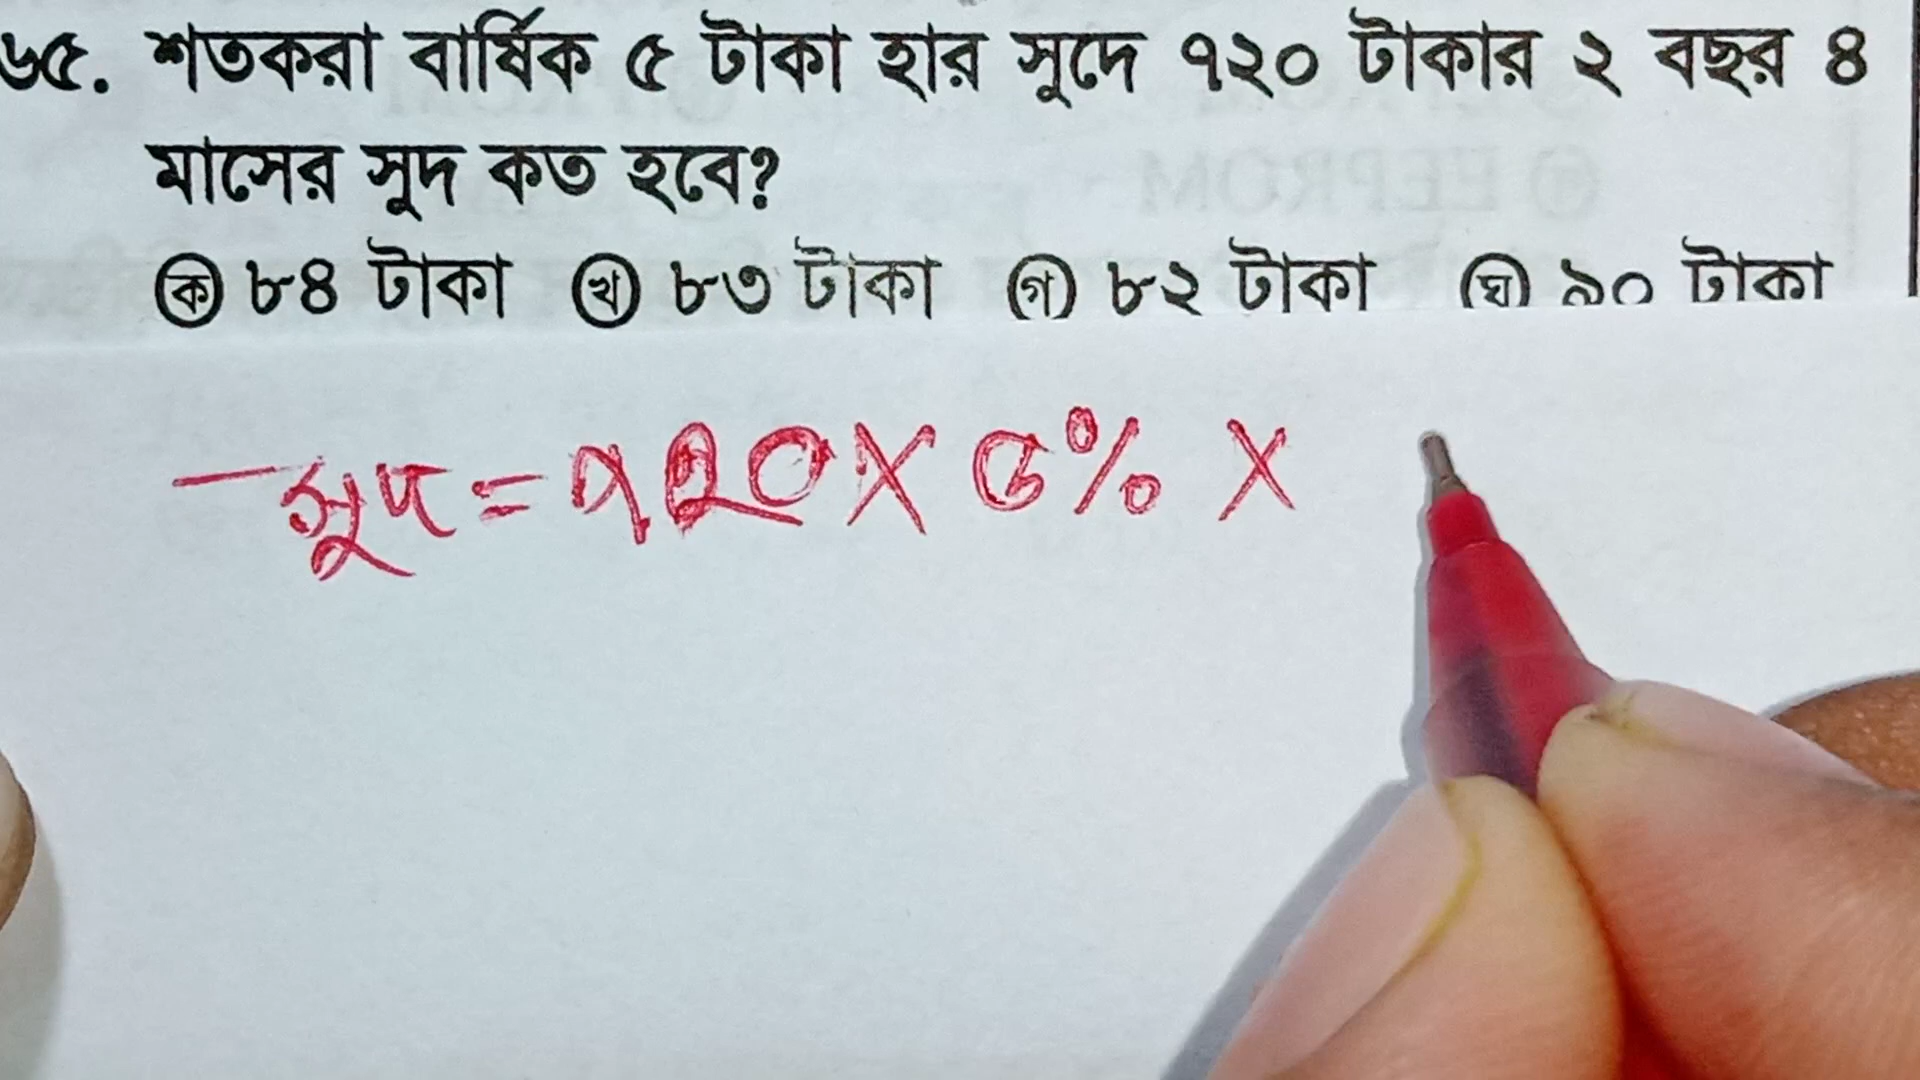 ৬৫. শতকরা বার্ষিক ৫ টাকা হার সুদে ৭২০ টাকার ২ বছর ৪
মাসের সুদ কত হবে?
ক ৮৪ টাকা খ ৮৩ টাকা গ ৮২ টাকা ঘ ৯০ টাকা
সুদ = ৭২০ X ৫% X